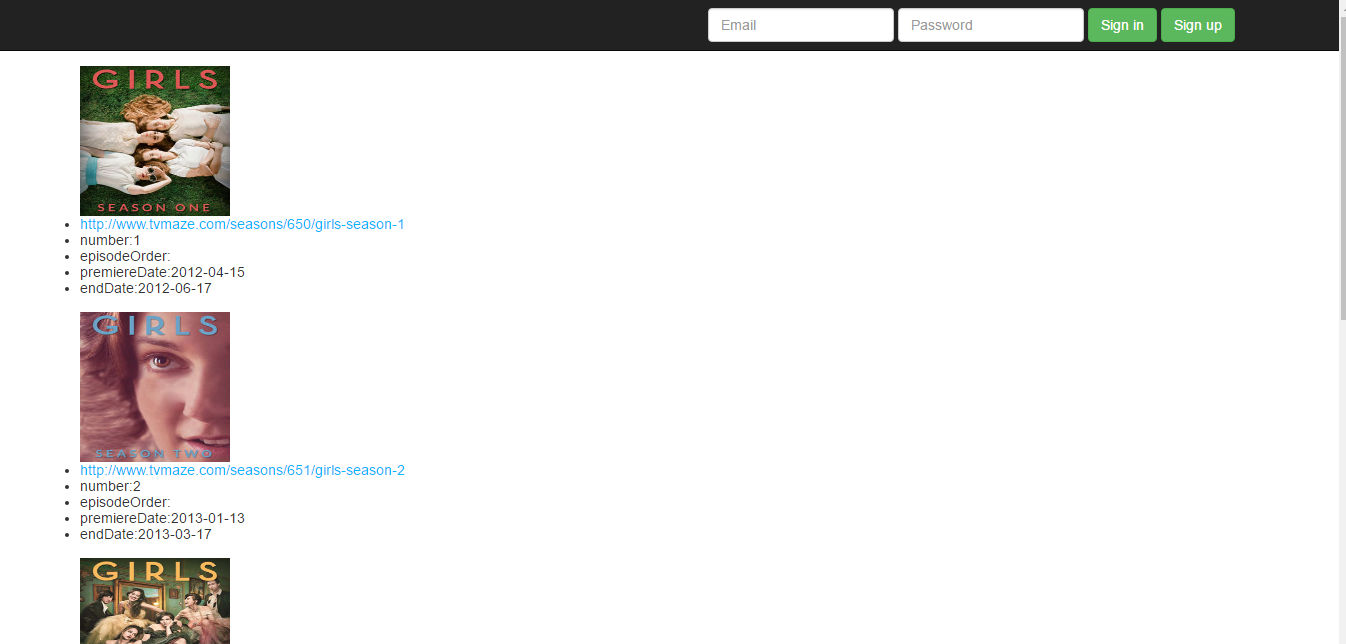 Email Password Sign in Sign up
GIRLS
SEASON ONE
http://www.tvmaze.com/seasons/650/girls-season-1
number:1
episodeOrder:
premiereDate:2012-04-15
endDate:2012-06-17
GIRLS
SEASON TWO
http://www.tvmaze.com/seasons/651/girls-season-2
number:2
episodeOrder:
premiereDate:2013-01-13
endDate:2013-03-17
GIRLS